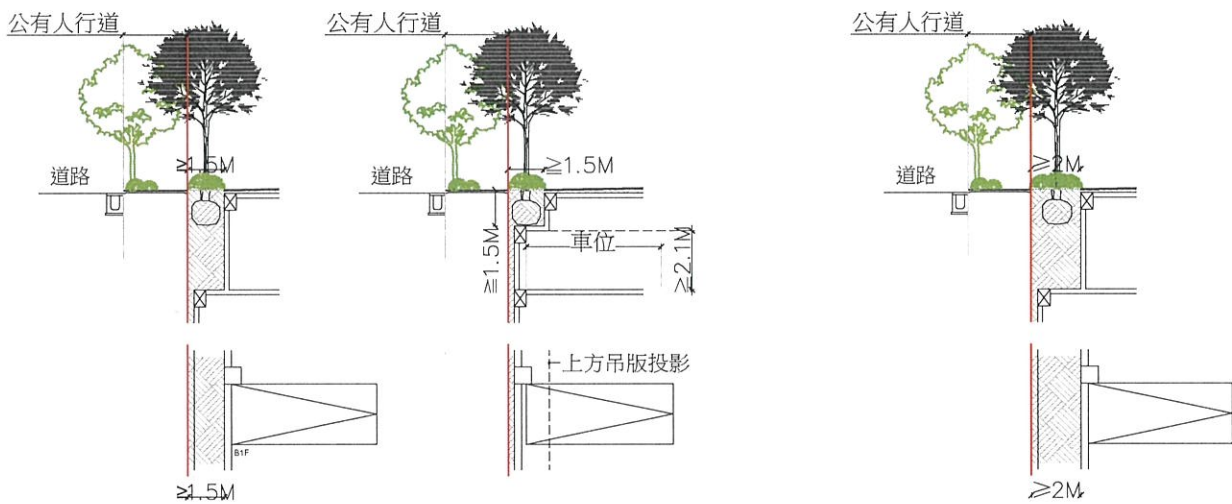 公有人行道
≥1.5M
道路
B1F
≥1.5M
公有人行道
≧1.5M
道路
≧1.5M
車位
≧2.1M
上方吊版投影
公有人行道
≥2M
道路
≥2M